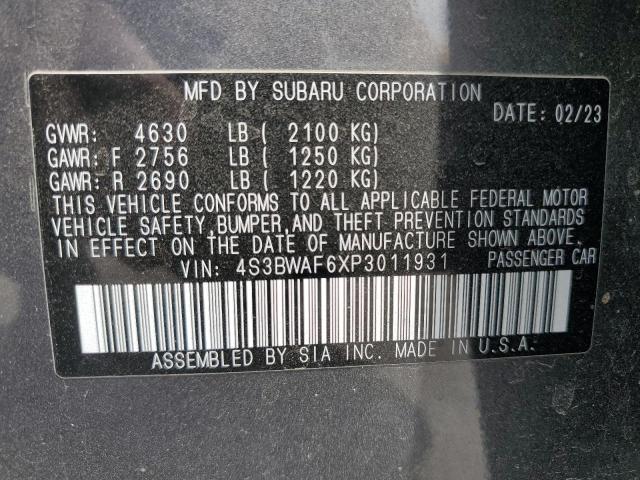 MFD BY SUBARU CORPORATION
DATE: 02/23
GVWR: 4630 LB ( 2100 KG)
GAWR: F 2756 LB ( 1250 KG)
GAWR: R 2690 LB ( 1220 KG)
THIS VEHICLE CONFORMS TO ALL APPLICABLE FEDERAL MOTOR
VEHICLE SAFETY,BUMPER,AND THEFT PREVENTION STANDARDS
IN EFFECT ON THE DATE OF MANUFACTURE SHOWN ABOVE.
VIN: 4S3BWAF6XP3011931 PASSENGER CAR
ASSEMBLED BY SIA INC. MADE IN U.S.A.